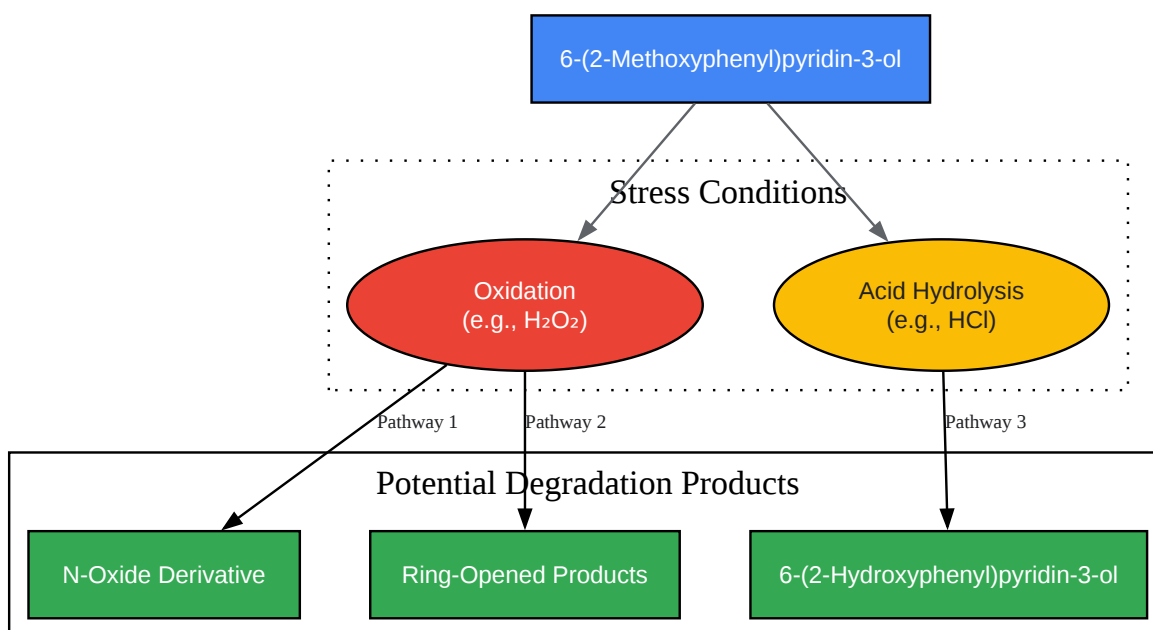 6-(2-Methoxyphenyl)pyridin-3-ol
Stress Conditions
Oxidation
(e.g., H₂O₂)
Acid Hydrolysis
(e.g., HCl)
Pathway 1
Pathway 2
Pathway 3
Potential Degradation Products
N-Oxide Derivative
Ring-Opened Products
6-(2-Hydroxyphenyl)pyridin-3-ol